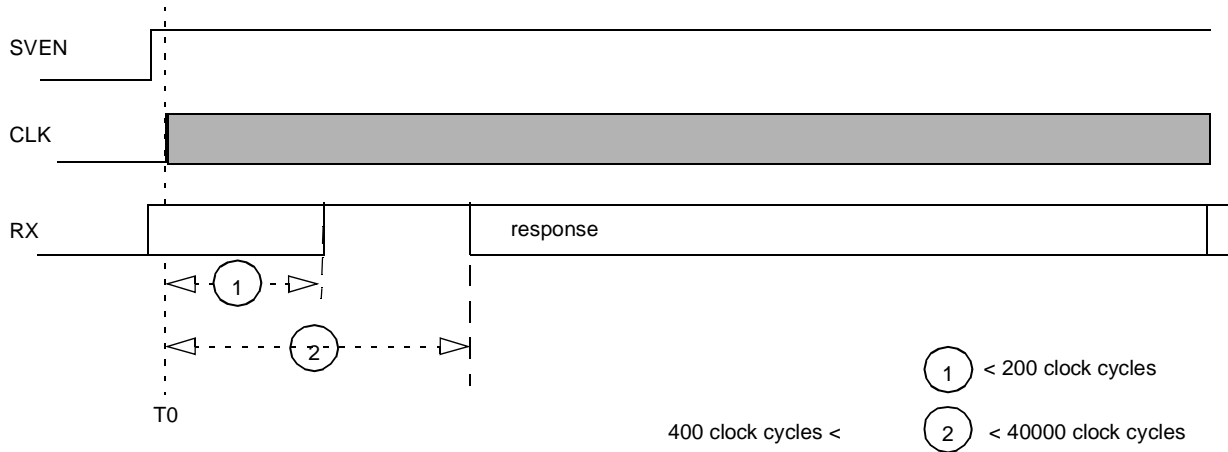 SVEN
CLK
RX
response
1
2
T0
1 < 200 clock cycles
400 clock cycles < 2 < 40000 clock cycles